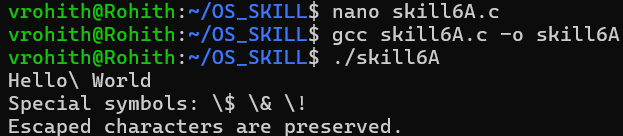 vrohith@Rohith:~/OS_SKILL$ nano skill6A.c
vrohith@Rohith:~/OS_SKILL$ gcc skill6A.c -o skill6A
vrohith@Rohith:~/OS_SKILL$ ./skill6A
Hello\ World
Special symbols: \$ \& \!
Escaped characters are preserved.